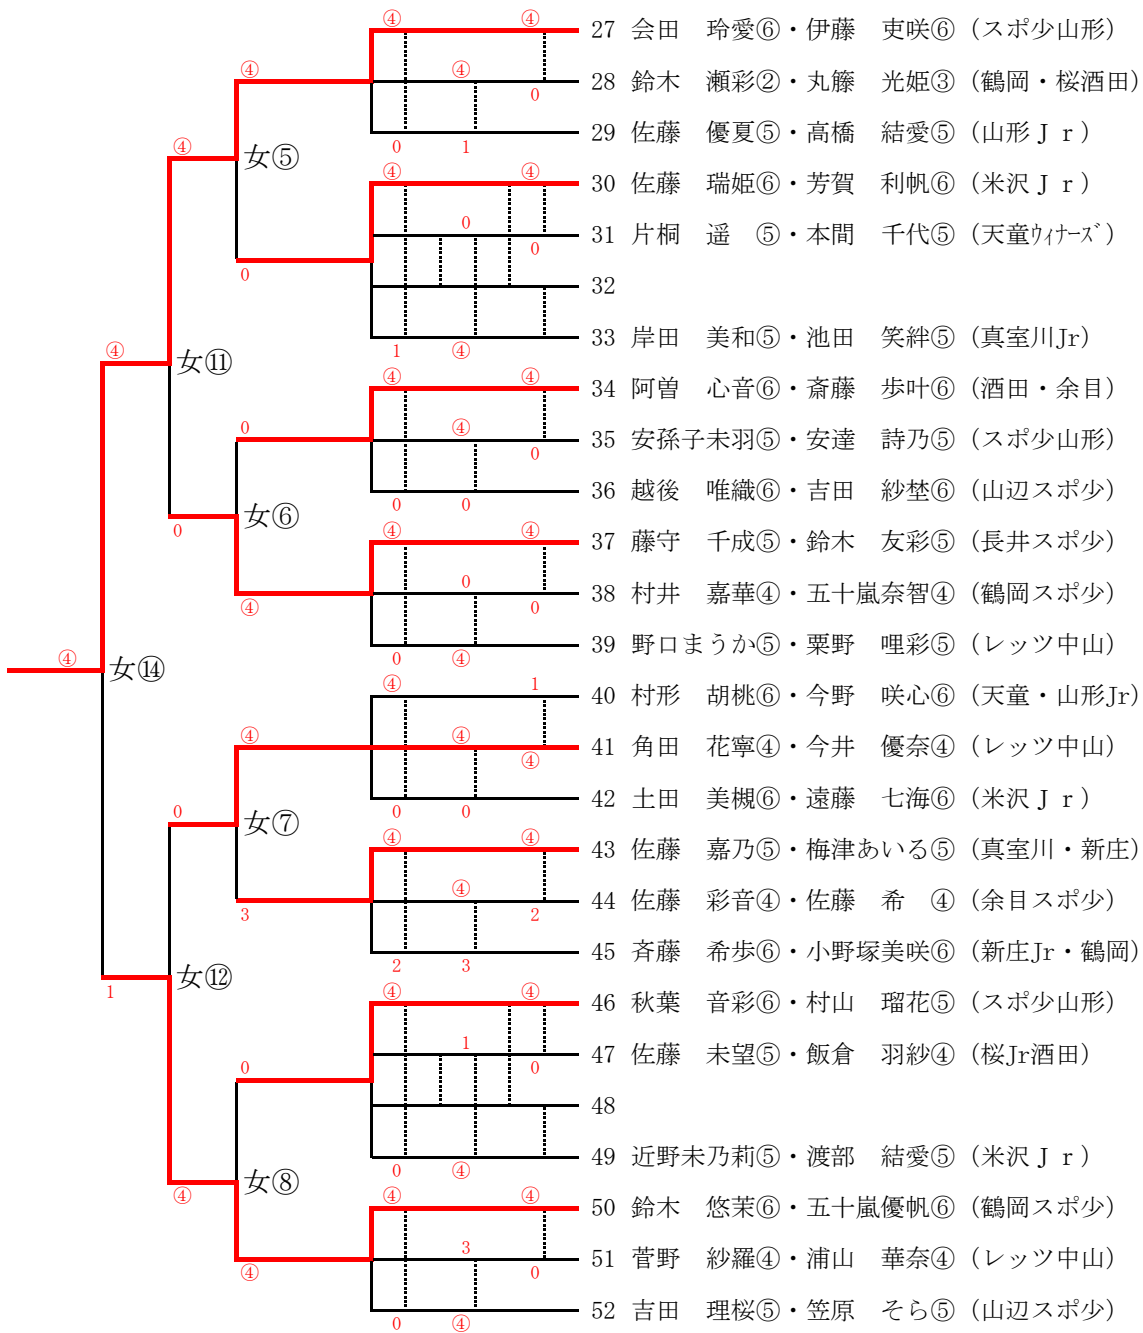 ④ ④ 27 会田 玲愛⑥・伊藤 吏咲⑥（スポ少山形）
④ ④ 0 28 鈴木 瀬彩②・丸籐 光姫③（鶴岡・桜酒田）
0 1 29 佐藤 優夏⑤・高橋 結愛⑤（山形Ｊｒ）
④ 女⑤
④ ④ 30 佐藤 瑞姫⑥・芳賀 利帆⑥（米沢Ｊｒ）
0 0 31 片桐 遥 ⑤・本間 千代⑤（天童ｳｨﾅｰｽﾞ）
0 32
1 ④ 33 岸田 美和⑤・池田 笑絆⑤（真室川Jr）
④ 女⑪
④ ④ 34 阿曽 心音⑥・斎藤 歩叶⑥（酒田・余目）
0 ④ 0 35 安孫子未羽⑤・安達 詩乃⑤（スポ少山形）
0 0 36 越後 唯織⑥・吉田 紗埜⑥（山辺スポ少）
0 女⑥
④ ④ 37 藤守 千成⑤・鈴木 友彩⑤（長井スポ少）
④ 0 0 38 村井 嘉華④・五十嵐奈智④（鶴岡スポ少）
0 ④ 39 野口まうか⑤・粟野 哩彩⑤（レッツ中山）
④ 女⑭
④ 1 40 村形 胡桃⑥・今野 咲心⑥（天童・山形Jr）
④ ④ ④ 41 角田 花寧④・今井 優奈④（レッツ中山）
0 0 42 土田 美槻⑥・遠藤 七海⑥（米沢Ｊｒ）
0 女⑦
④ ④ 43 佐藤 嘉乃⑤・梅津あいる⑤（真室川・新庄）
3 ④ 2 44 佐藤 彩音④・佐藤 希 ④（余目スポ少）
2 3 45 斉藤 希歩⑥・小野塚美咲⑥（新庄Jr・鶴岡）
1 女⑫
④ ④ 46 秋葉 音彩⑥・村山 瑠花⑤（スポ少山形）
0 1 0 47 佐藤 未望⑤・飯倉 羽紗④（桜Jr酒田）
48
0 ④ 49 近野未乃莉⑤・渡部 結愛⑤（米沢Ｊｒ）
④ 女⑧
④ ④ 50 鈴木 悠茉⑥・五十嵐優帆⑥（鶴岡スポ少）
④ 3 0 51 菅野 紗羅④・浦山 華奈④（レッツ中山）
0 ④ 52 吉田 理桜⑤・笠原 そら⑤（山辺スポ少）